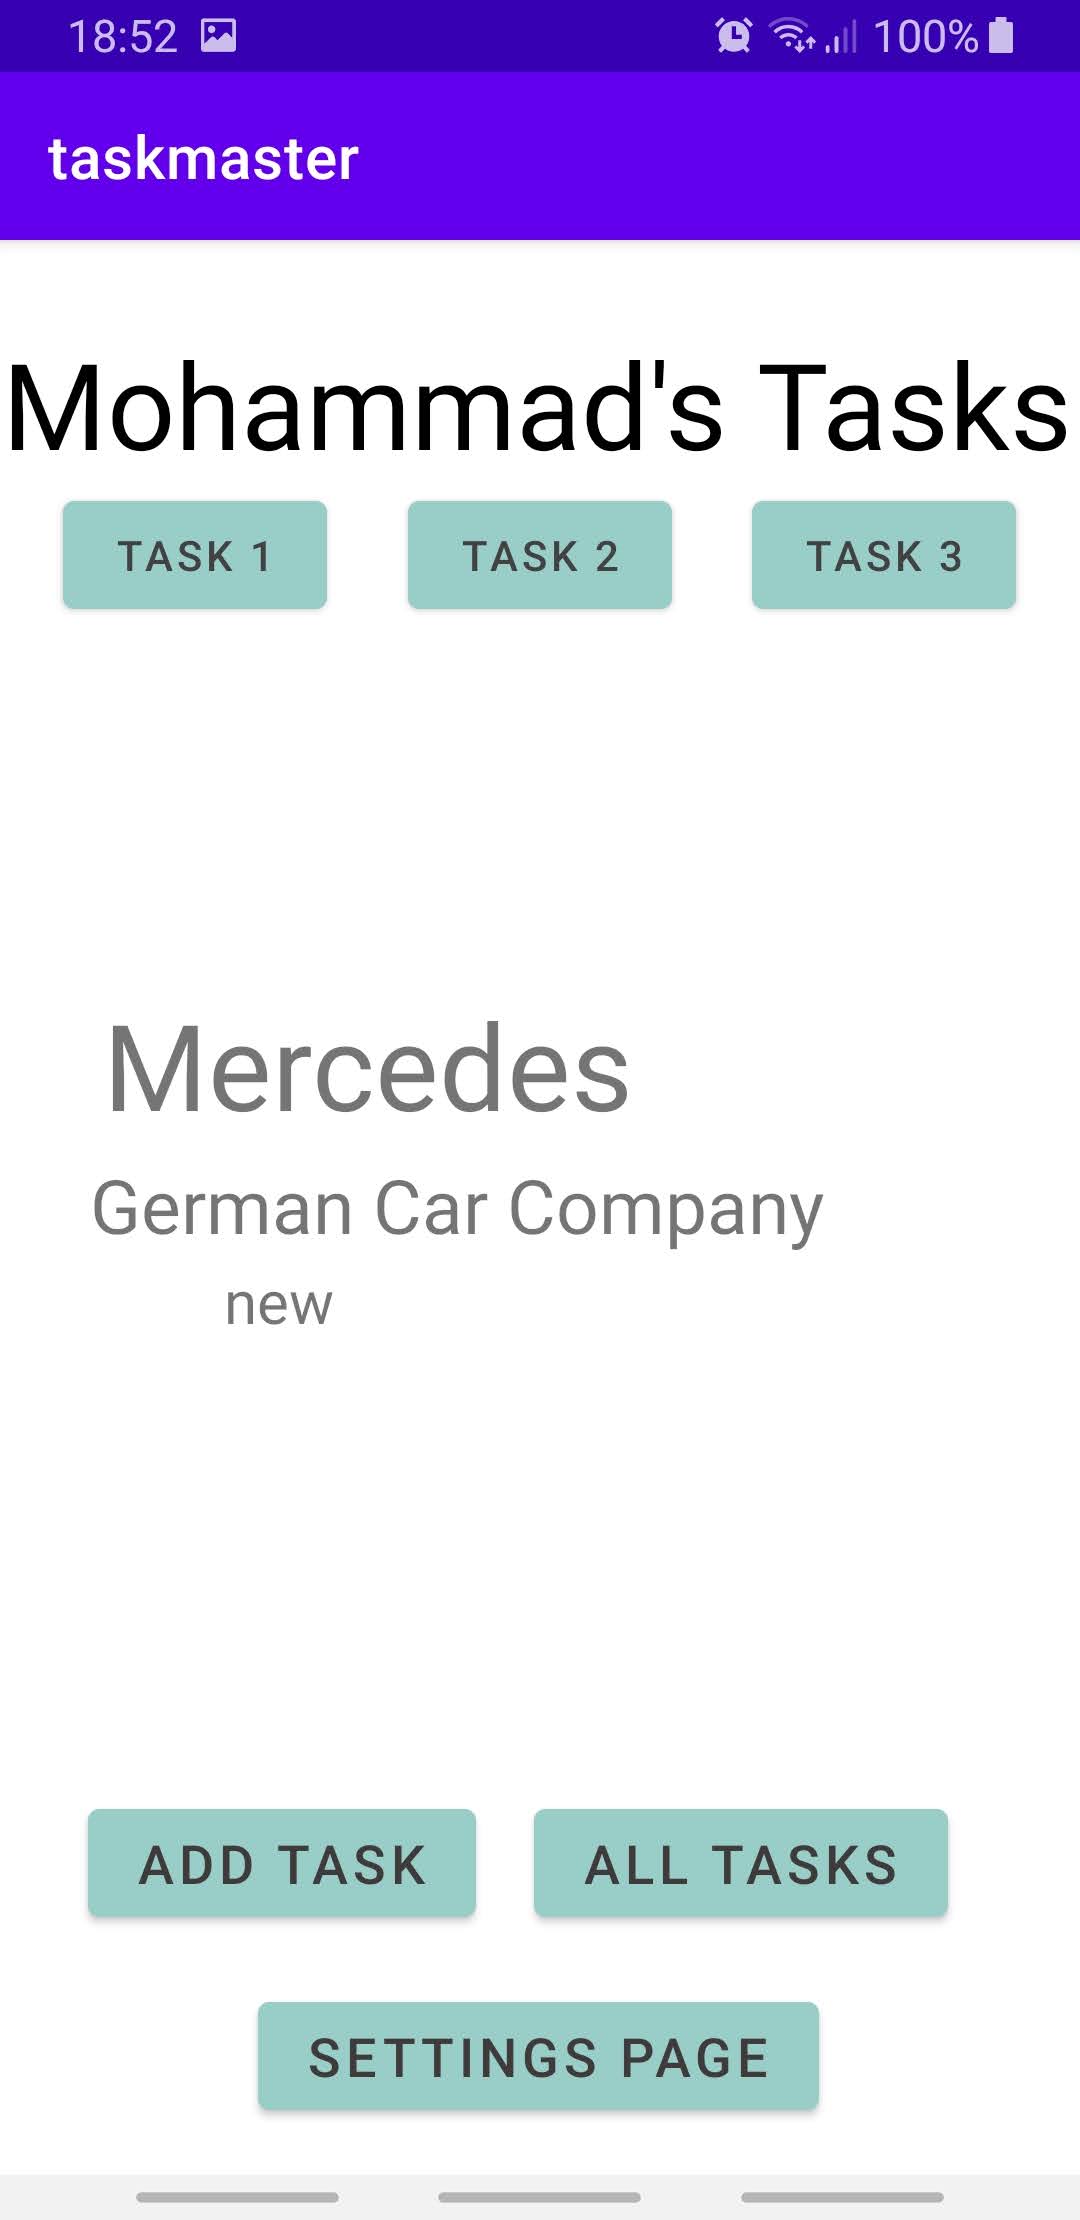 18:52 100%
taskmaster
Mohammad's Tasks
TASK 1 TASK 2 TASK 3
Mercedes
German Car Company
new
ADD TASK ALL TASKS
SETTINGS PAGE